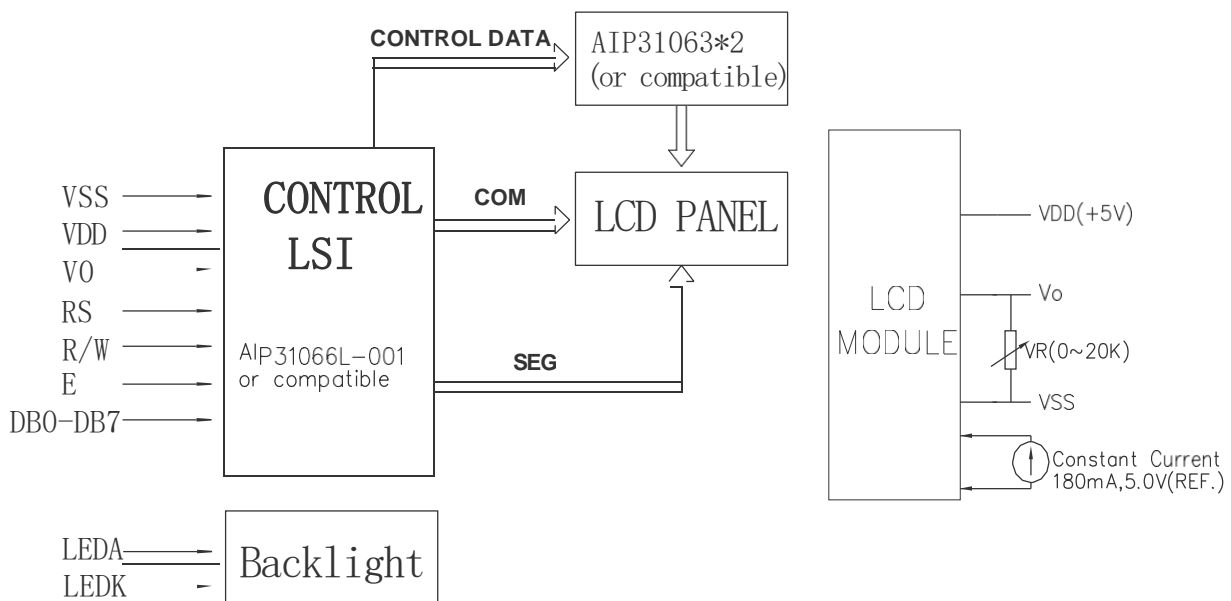 CONTROL DATA
AIP31063*2
(or compatible)
VSS
VDD
VO
RS
R/W
E
DB0-DB7
CONTROL
LSI
AIP31066L-001
or compatible
COM
SEG
LCD PANEL
LEDA
LEDK
Backlight
LCD
MODULE
VDD(+5V)
Vo
VR(0~20K)
VSS
Constant Current
180mA,5.0V(REF.)